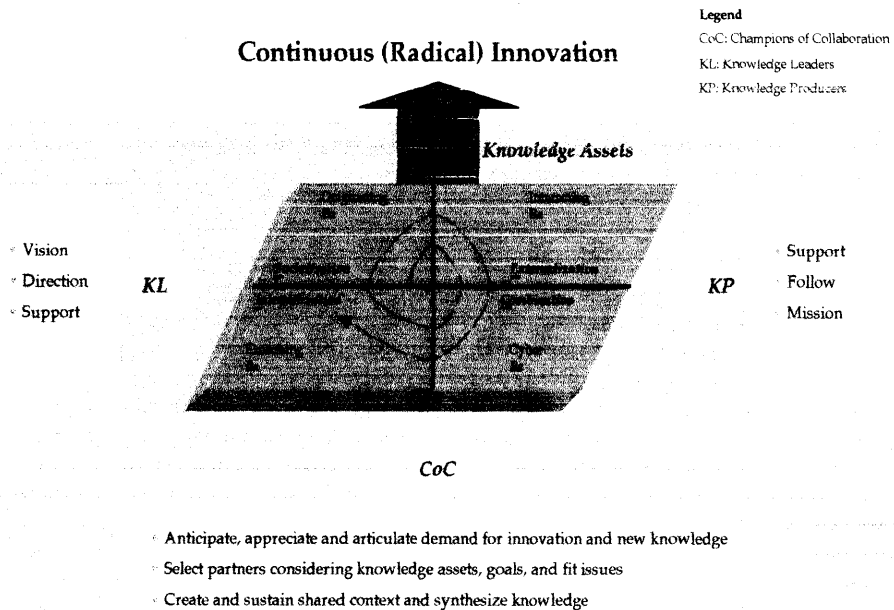 Legend
CoC: Champions of Collaboration
KL: Knowledge Leaders
KP: Knowledge Producers
Continuous (Radical) Innovation
Knowledge Assets
Vision
Direction
Support
KL
KP
Support
Follow
Mission
Cyber
CoC
Anticipate, appreciate and articulate demand for innovation and new knowledge
Select partners considering knowledge assets, goals, and fit issues
Create and sustain shared context and synthesize knowledge